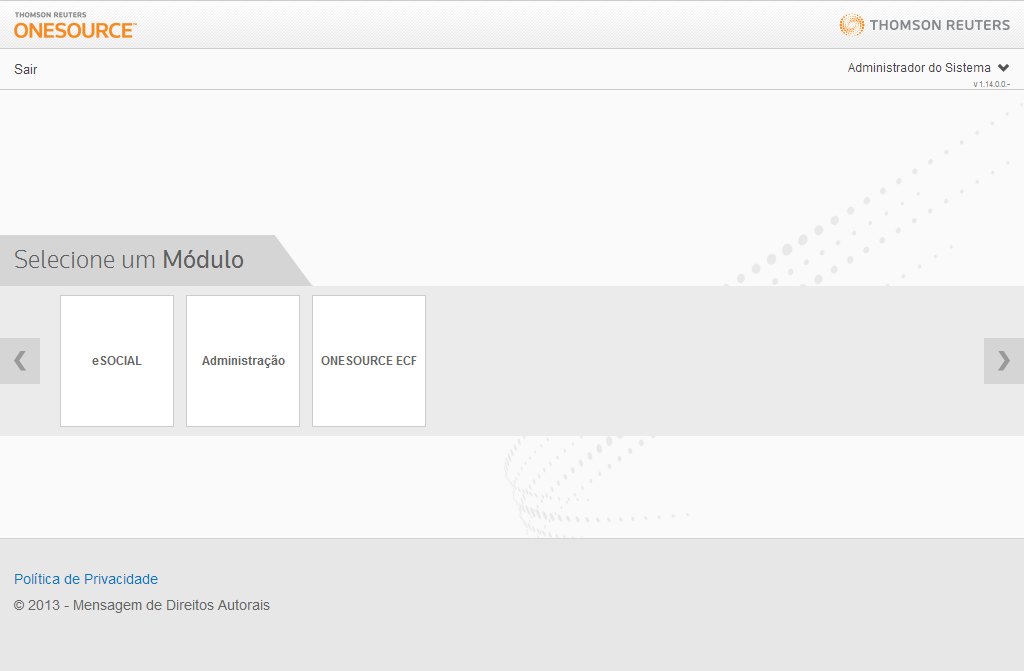 THOMSON REUTERS
ONESOURCE™
THOMSON REUTERS
Sair
Administrador do Sistema
v 1.14.0.0.-
Selecione um Módulo
eSOCIAL
Administração
ONESOURCE ECF
Política de Privacidade
© 2013 - Mensagem de Direitos Autorais